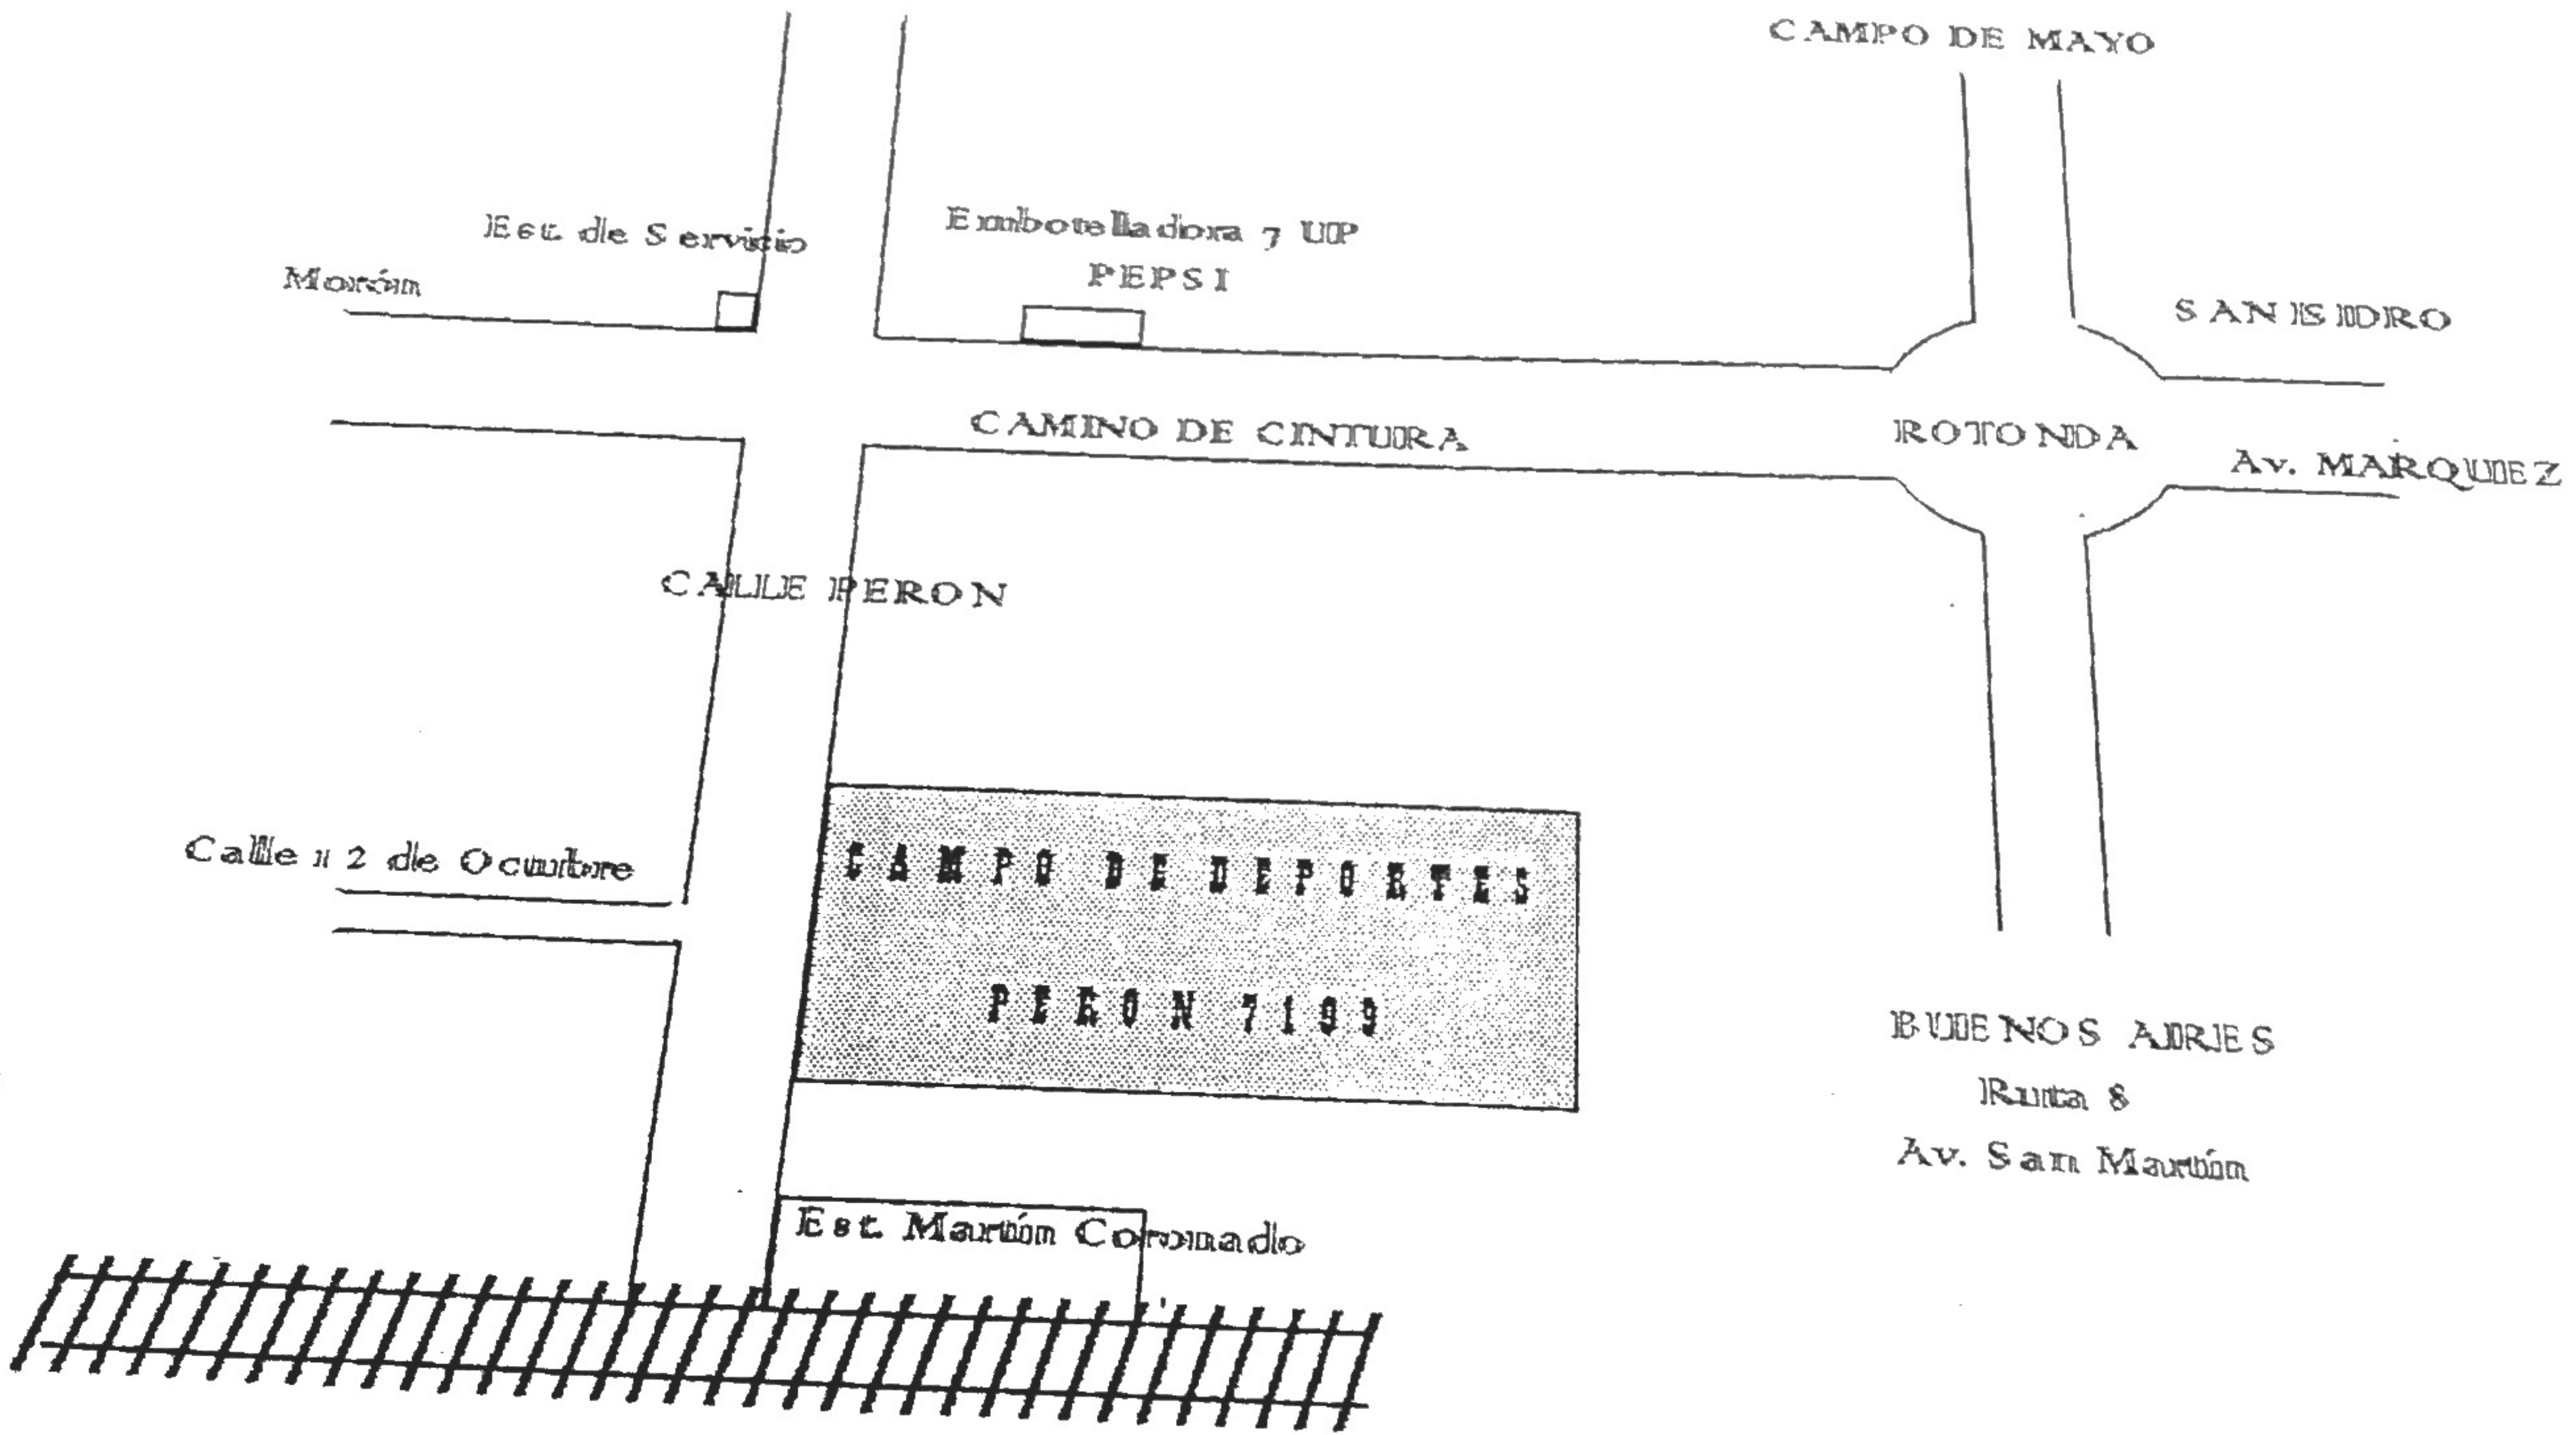 CAMPO DE MAYO
Est. de Servicio
Embotelladora 7 UP
PEPSI
Morón
SAN ISIDRO
CAMINO DE CINTURA
ROTONDA
Av. MARQUEZ
CALLE PERON
Calle 12 de Octubre
CAMPO DE DEPORTES
PERON 7199
BUENOS AIRES
Ruta 8
Av. San Martín
Est. Martín Coronado